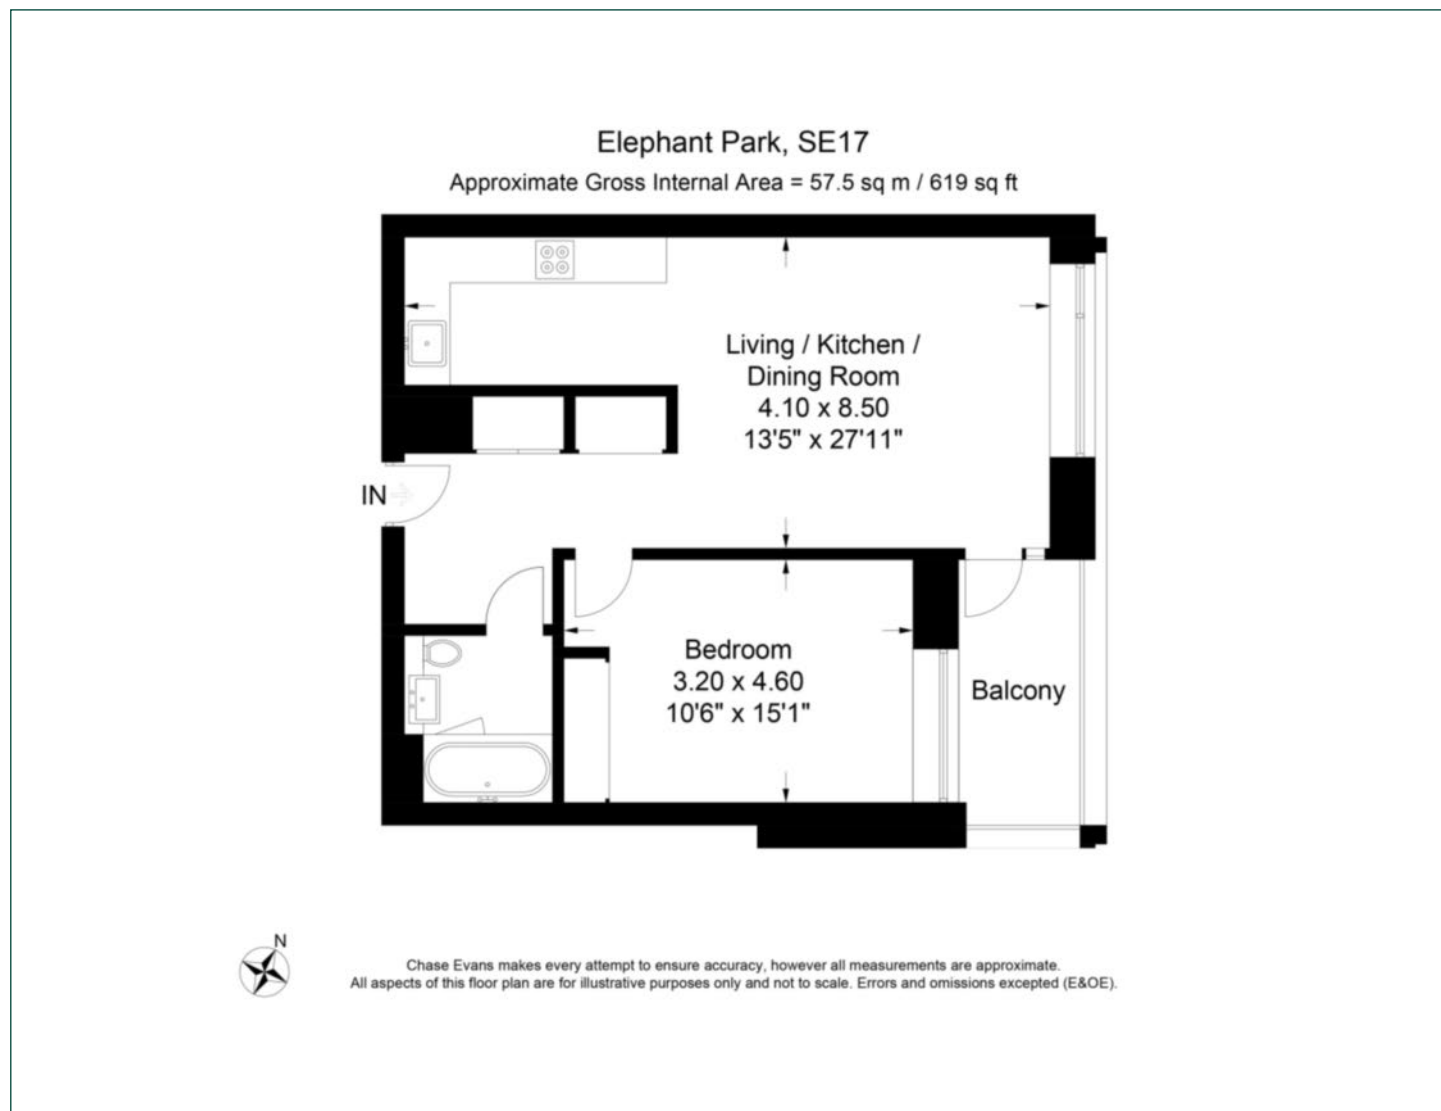 Elephant Park, SE17
Approximate Gross Internal Area = 57.5 sq m / 619 sq ft
Living / Kitchen /
Dining Room
4.10 x 8.50
13'5" x 27'11"
IN
Bedroom
3.20 x 4.60
10'6" x 15'1"
Balcony
N
Chase Evans makes every attempt to ensure accuracy, however all measurements are approximate.
All aspects of this floor plan are for illustrative purposes only and not to scale. Errors and omissions excepted (E&OE).